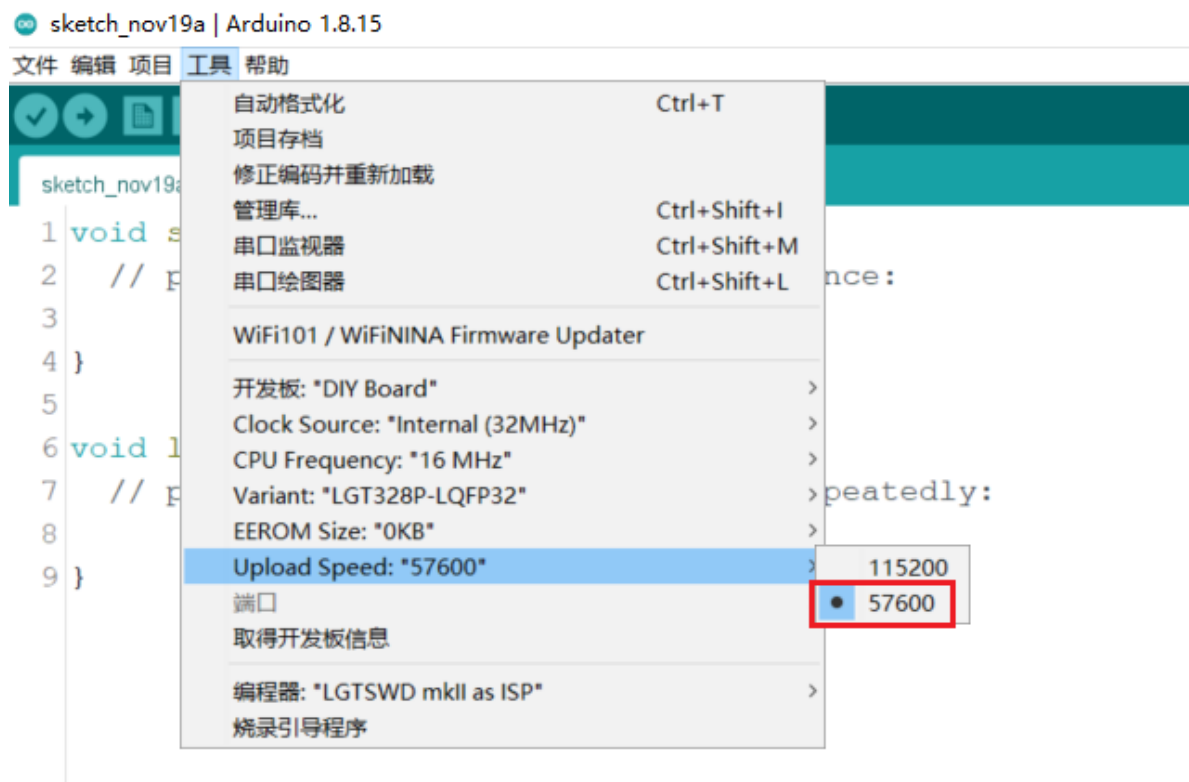 sketch_nov19a | Arduino 1.8.15
文件 编辑 项目 工具 帮助
自动格式化 Ctrl+T
项目存档
修正编码并重新加载
管理库... Ctrl+Shift+I
串口监视器 Ctrl+Shift+M
串口绘图器 Ctrl+Shift+L
WiFi101 / WiFiNINA Firmware Updater
开发板: "DIY Board"
Clock Source: "Internal (32MHz)"
CPU Frequency: "16 MHz"
Variant: "LGT328P-LQFP32"
EEROM Size: "0KB"
Upload Speed: "57600"
端口
取得开发板信息
编程器: "LGTSWD mkII as ISP"
烧录引导程序
115200
57600
sketch_nov19a
1 void s
2 // p nce:
3
4 }
5
6 void l
7 // p peatedly:
8
9 }